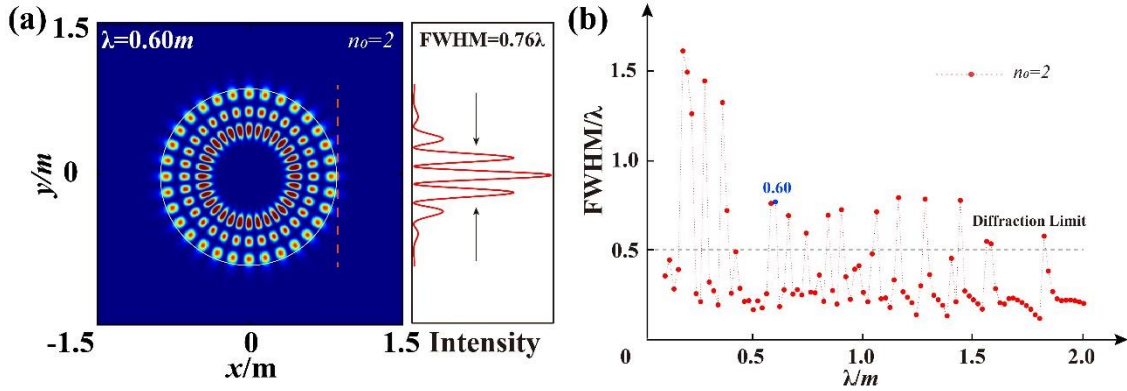 (a)
1.5
λ=0.60m
n₀=2
FWHM=0.76λ
y/m
0
-1.5
0
1.5
x/m
Intensity
(b)
FWHM/λ
1.5
1.0
0.5
0
n₀=2
0.60
Diffraction Limit
0.5
1.0
1.5
2.0
λ/m